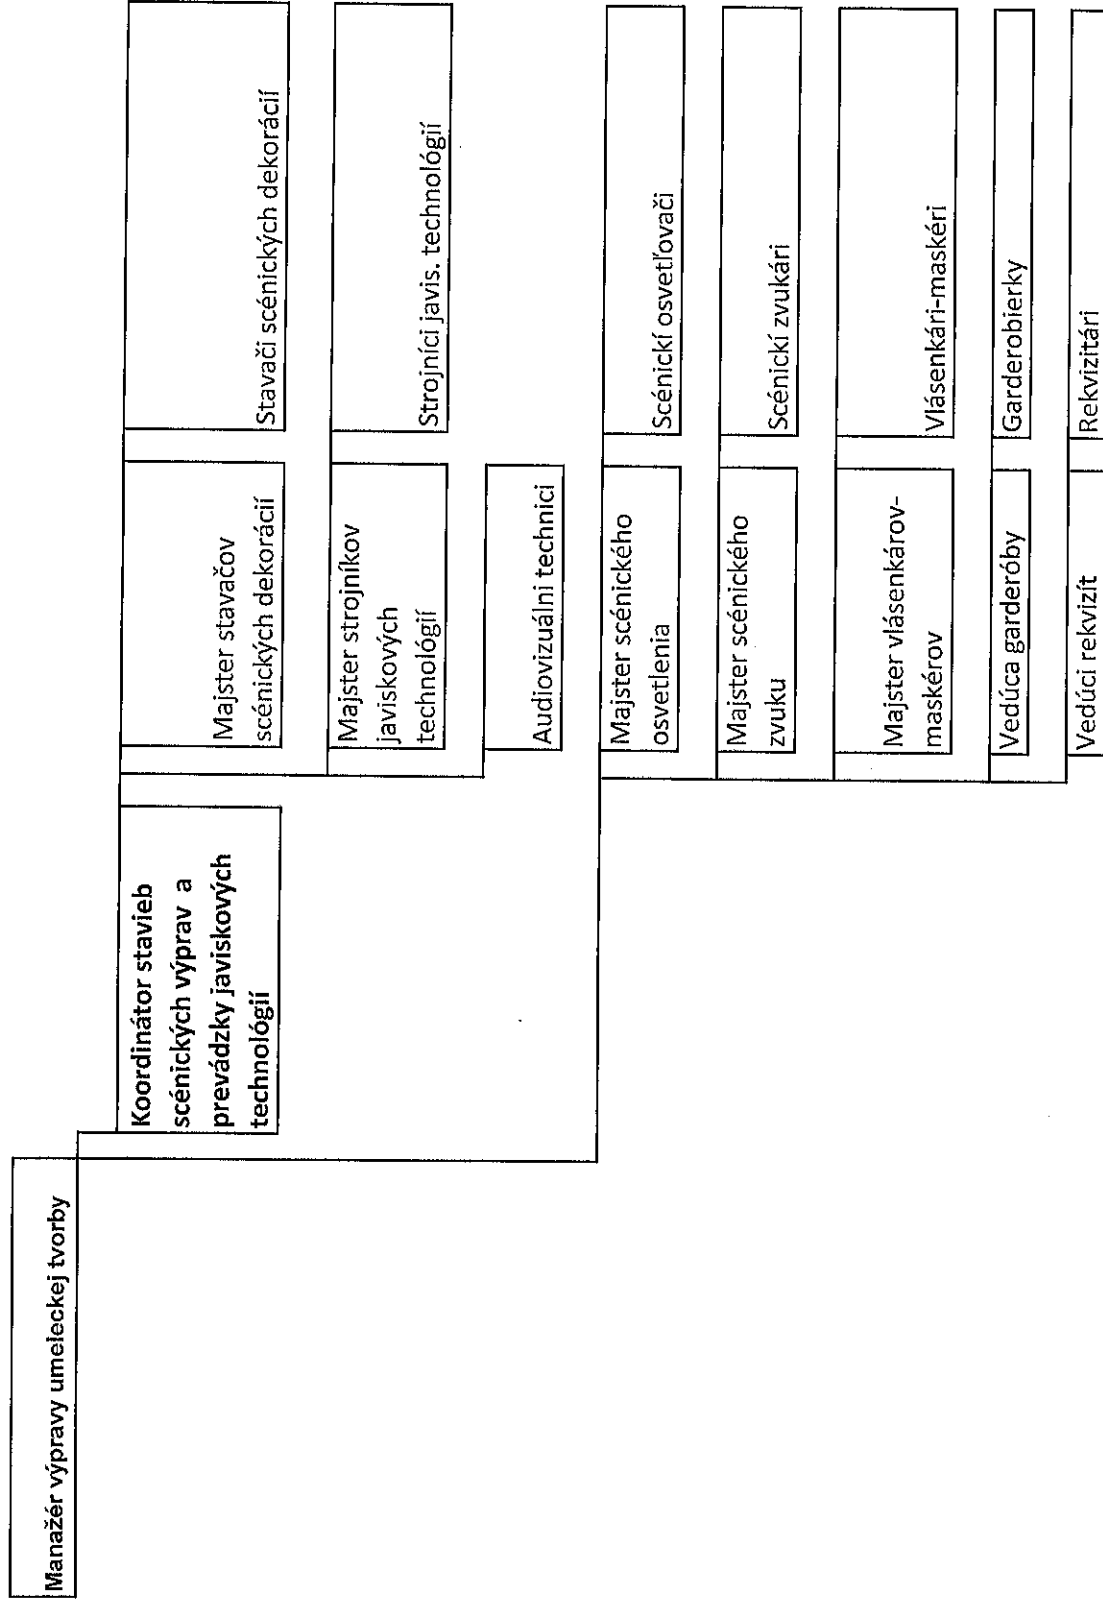 Manažér výpravy umeleckej tvorby
Koordinátor stavieb
scénických výprav a
prevádzky javiskových
technológií
Majster stavačov
scénických dekorácií
Stavači scénických dekorácií
Majster strojníkov
javiskových
technológií
Strojníci javis. technológií
Audiovizuálni technici
Majster scénického
osvetlenia
Scénickí osvetľovači
Majster scénického
zvuku
Scénickí zvukári
Majster vlásenkárov-
maskérov
Vlásenkári-maskéri
Vedúca garderóby
Garderobierky
Vedúci rekvizít
Rekvizitári